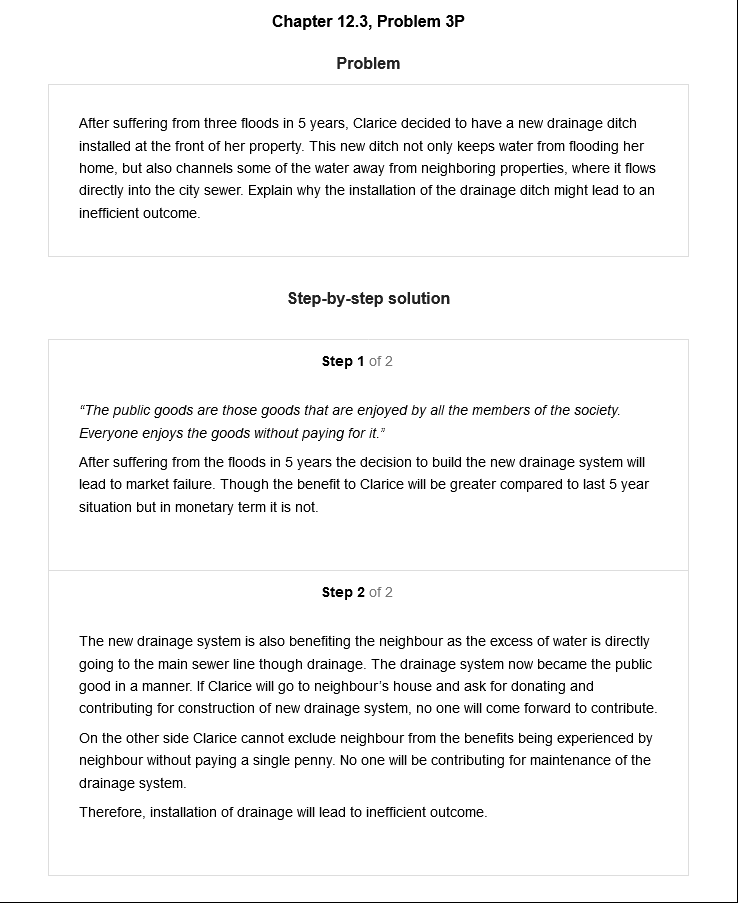 Chapter 12.3, Problem 3P
Problem
After suffering from three floods in 5 years, Clarice decided to have a new drainage ditch
installed at the front of her property. This new ditch not only keeps water from flooding her
home, but also channels some of the water away from neighboring properties, where it flows
directly into the city sewer. Explain why the installation of the drainage ditch might lead to an
inefficient outcome.
Step-by-step solution
Step 1 of 2
“The public goods are those goods that are enjoyed by all the members of the society.
Everyone enjoys the goods without paying for it.”
After suffering from the floods in 5 years the decision to build the new drainage system will
lead to market failure. Though the benefit to Clarice will be greater compared to last 5 year
situation but in monetary term it is not.
Step 2 of 2
The new drainage system is also benefiting the neighbour as the excess of water is directly
going to the main sewer line though drainage. The drainage system now became the public
good in a manner. If Clarice will go to neighbour’s house and ask for donating and
contributing for construction of new drainage system, no one will come forward to contribute.
On the other side Clarice cannot exclude neighbour from the benefits being experienced by
neighbour without paying a single penny. No one will be contributing for maintenance of the
drainage system.
Therefore, installation of drainage will lead to inefficient outcome.